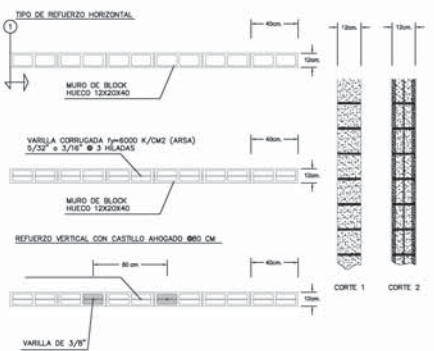 TIPO DE REFUERZO HORIZONTAL
1
40cm.
12cm.
MURO DE BLOCK
HUECO 12X20X40
VARILLA CORRUGADA fy=6000 K/CM2 (ARSA)
5/32" o 3/16" @ 3 HILADAS
40cm.
12cm.
MURO DE BLOCK
HUECO 12X20X40
REFUERZO VERTICAL CON CASTILLO AHOGADO @80 CM
80 cm
40cm.
12cm.
VARILLA DE 3/8"
12cm.
12cm.
CORTE 1
CORTE 2